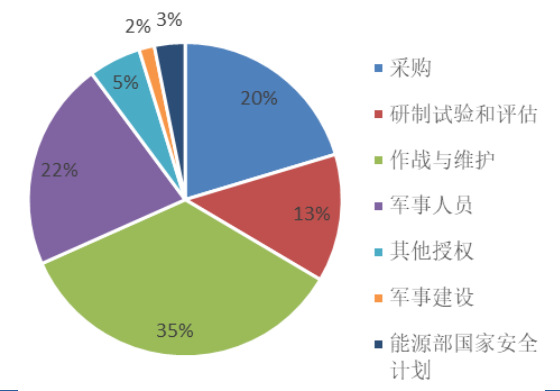 2% 3%
5%
20%
22%
13%
35%
采购
研制试验和评估
作战与维护
军事人员
其他授权
军事建设
能源部国家安全
计划